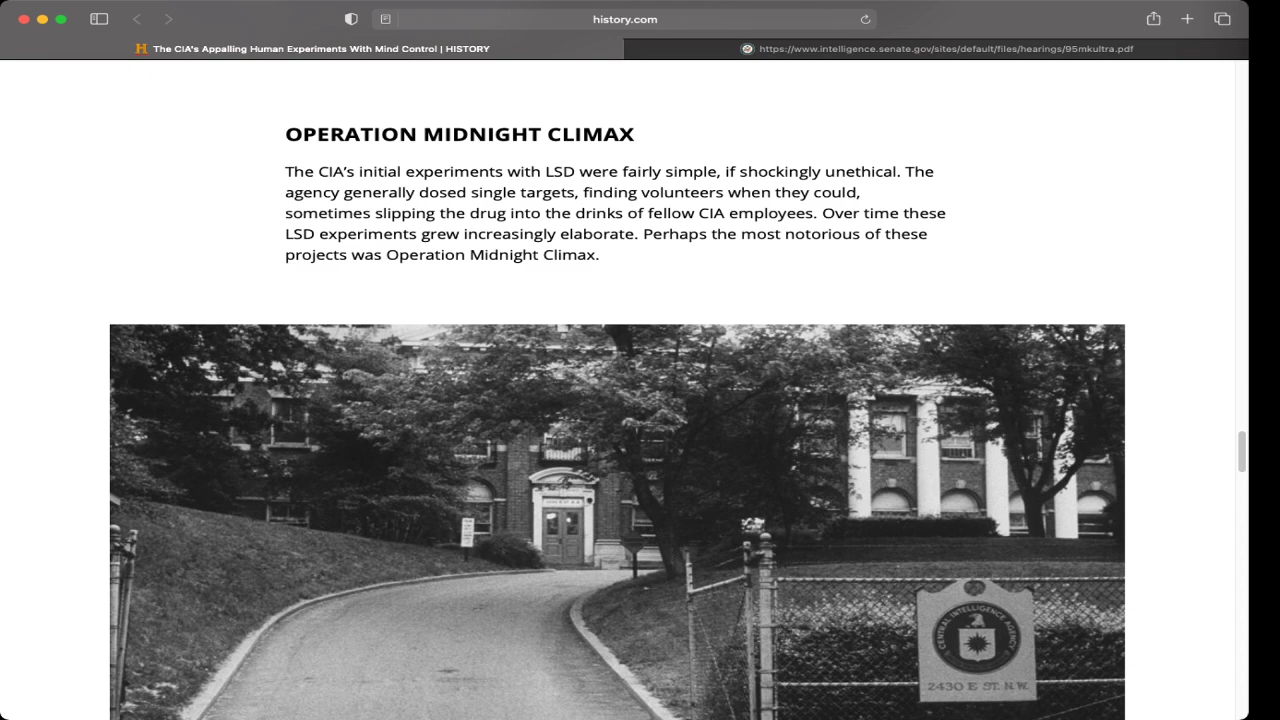 history.com
The CIA's Appalling Human Experiments With Mind Control | HISTORY
https://www.intelligence.senate.gov/sites/default/files/hearings/95mkultra.pdf
OPERATION MIDNIGHT CLIMAX
The CIA's initial experiments with LSD were fairly simple, if shockingly unethical. The
agency generally dosed single targets, finding volunteers when they could,
sometimes slipping the drug into the drinks of fellow CIA employees. Over time these
LSD experiments grew increasingly elaborate. Perhaps the most notorious of these
projects was Operation Midnight Climax.
CENTRAL INTELLIGENCE AGENCY
2430 E ST. N.W.